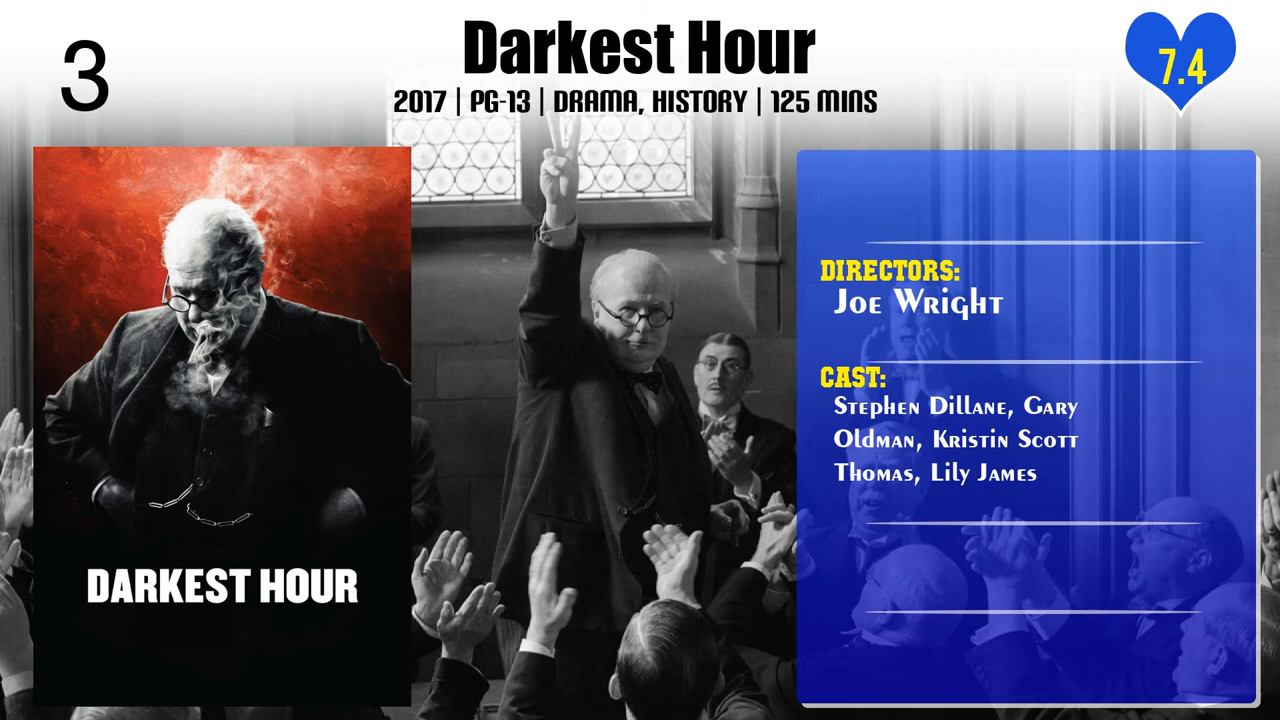 3
Darkest Hour
2017 | PG-13 | DRAMA, HISTORY | 125 MINS
7.4
DARKEST HOUR
DIRECTORS:
Joe Wright
CAST:
Stephen Dillane, Gary
Oldman, Kristin Scott
Thomas, Lily James